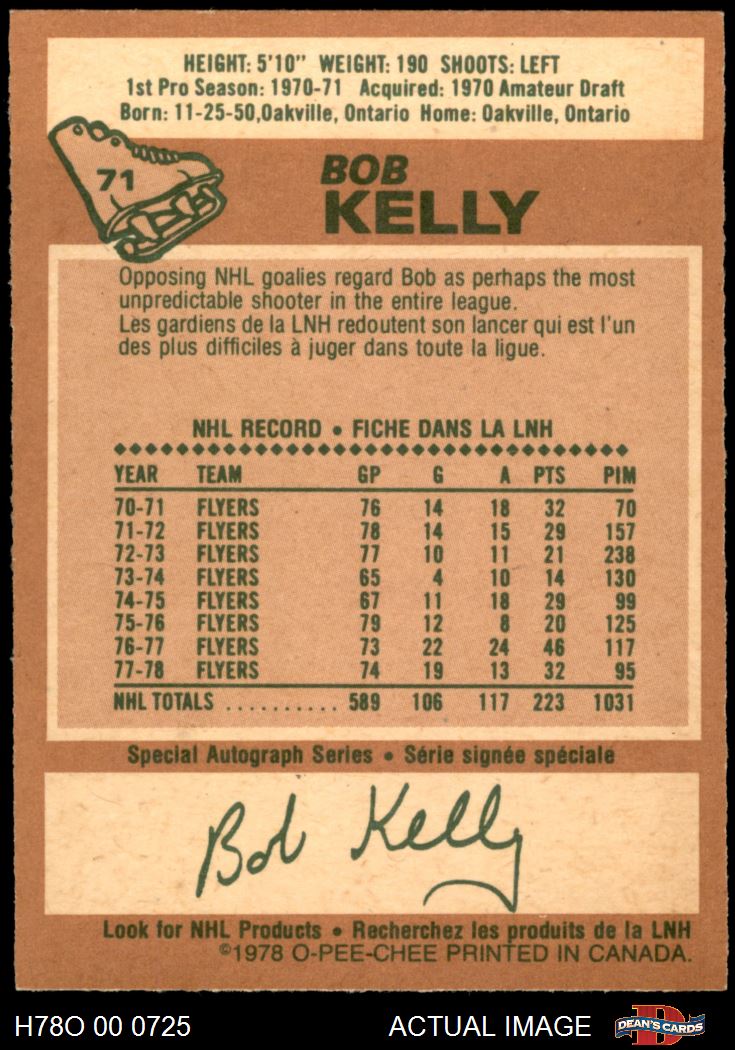 HEIGHT: 5'10" WEIGHT: 190 SHOOTS: LEFT
1st Pro Season: 1970-71 Acquired: 1970 Amateur Draft
Born: 11-25-50,Oakville, Ontario Home: Oakville, Ontario
71
BOB
KELLY
Opposing NHL goalies regard Bob as perhaps the most
unpredictable shooter in the entire league.
Les gardiens de la LNH redoutent son lancer qui est l'un
des plus difficiles à juger dans toute la ligue.
NHL RECORD • FICHE DANS LA LNH
YEAR TEAM GP G A PTS PIM
70-71 FLYERS 76 14 18 32 70
71-72 FLYERS 78 14 15 29 157
72-73 FLYERS 77 10 11 21 238
73-74 FLYERS 65 4 10 14 130
74-75 FLYERS 67 11 18 29 99
75-76 FLYERS 79 12 8 20 125
76-77 FLYERS 73 22 24 46 117
77-78 FLYERS 74 19 13 32 95
NHL TOTALS .......... 589 106 117 223 1031
Special Autograph Series • Série signée spéciale
Bob Kelly
Look for NHL Products • Recherchez les produits de la LNH
©1978 O-PEE-CHEE PRINTED IN CANADA.
H78O 00 0725 ACTUAL IMAGE D DEAN'S CARDS